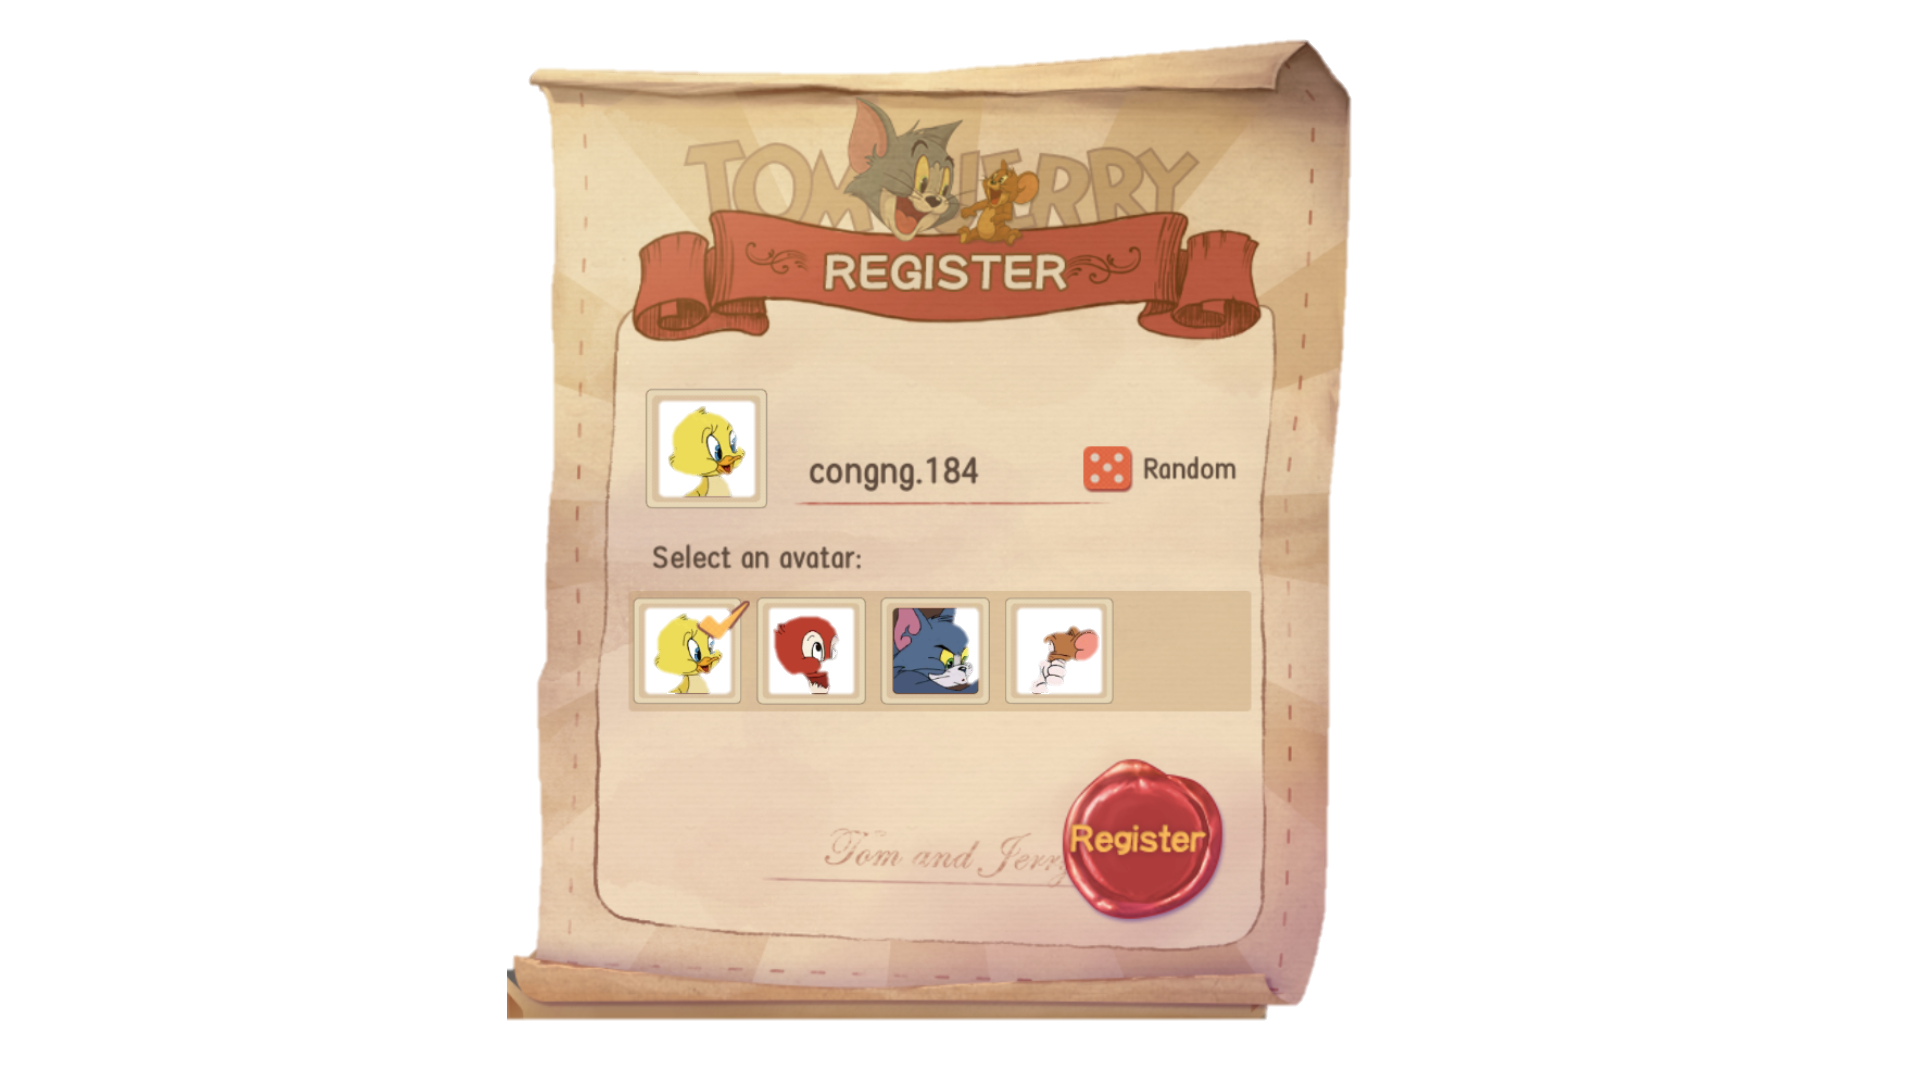 TOM JERRY
REGISTER
congng.184
Random
Select an avatar:
Tom and Jerry
Register